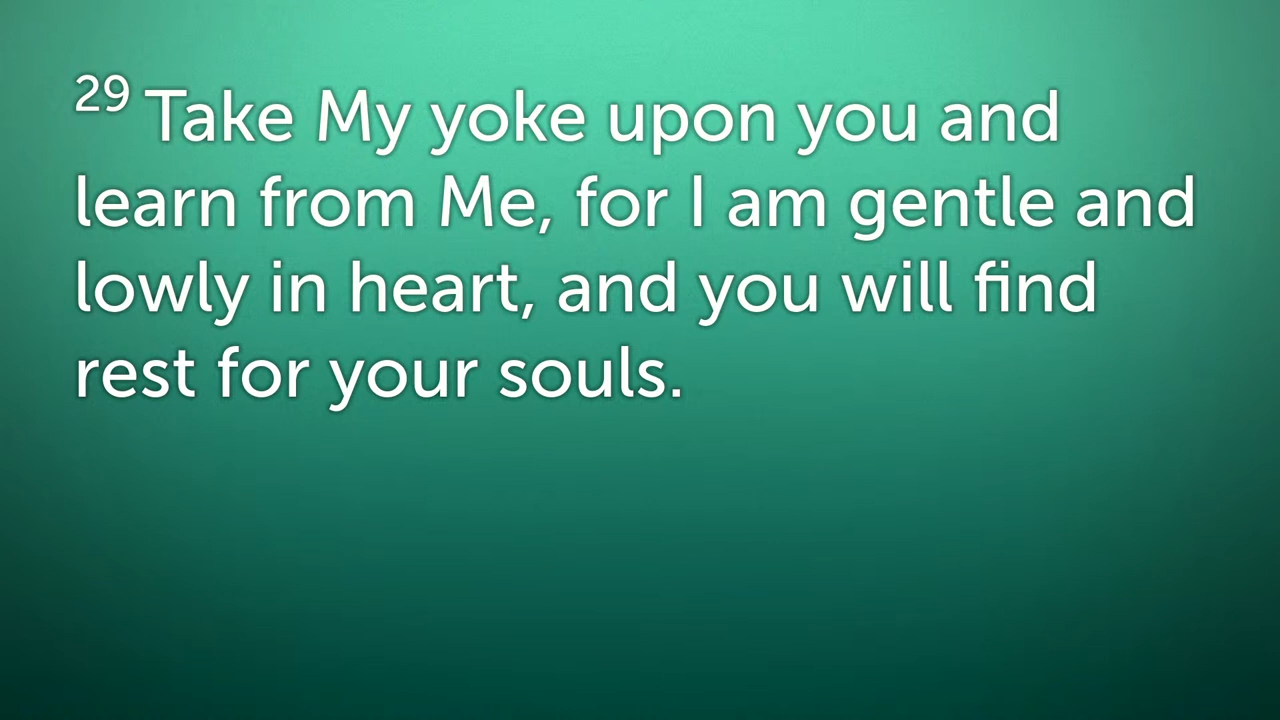 29 Take My yoke upon you and
learn from Me, for I am gentle and
lowly in heart, and you will find
rest for your souls.